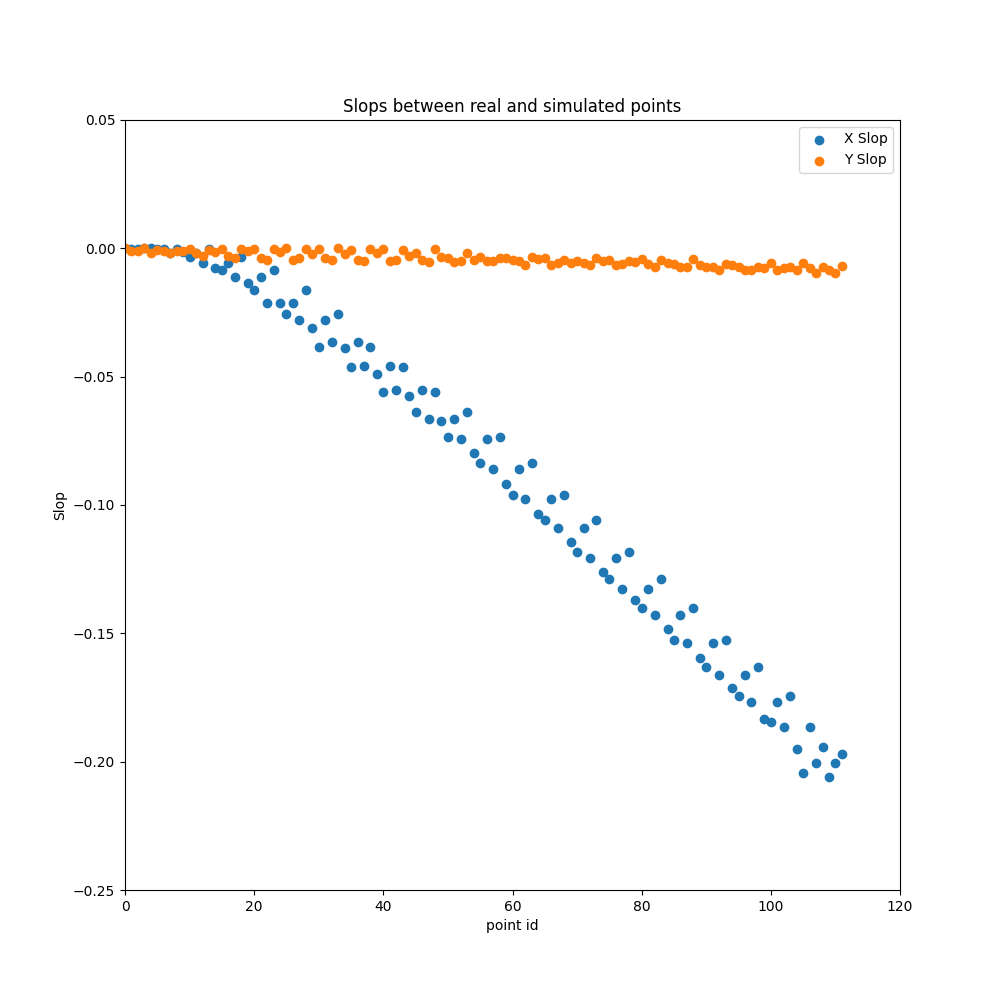 Slops between real and simulated points
X Slop
Y Slop
0.05
0.00
−0.05
−0.10
−0.15
−0.20
−0.25
Slop
0 20 40 60 80 100 120
point id